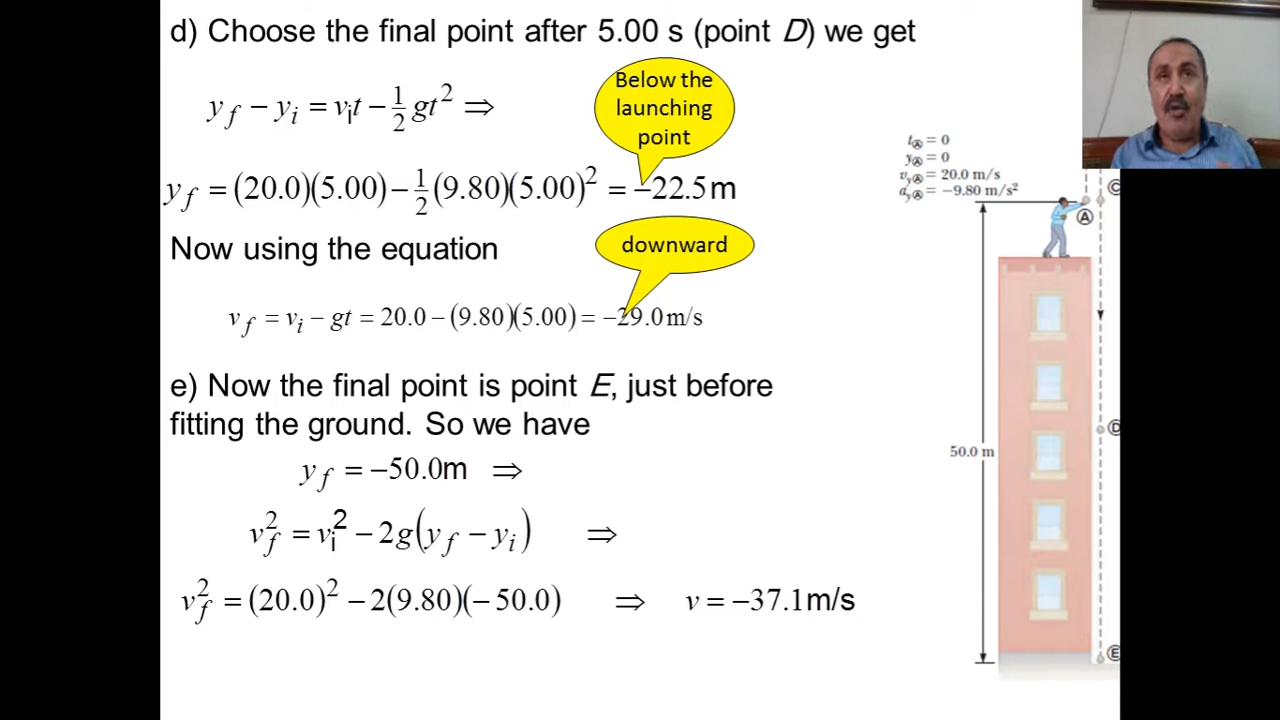 d) Choose the final point after 5.00 s (point D) we get
Below the
launching
point
y_f − y_i = v_i t − 1/2 gt² ⇒
y_f = (20.0)(5.00) − 1/2 (9.80)(5.00)² = −22.5 m
Now using the equation
downward
v_f = v_i − gt = 20.0 − (9.80)(5.00) = −29.0 m/s
e) Now the final point is point E, just before
fitting the ground. So we have
y_f = −50.0m ⇒
v_f² = v_i² − 2g(y_f − y_i) ⇒
v_f² = (20.0)² − 2(9.80)(−50.0) ⇒ v = −37.1m/s
tⒶ = 0
yⒶ = 0
v_yⒶ = 20.0 m/s
a_yⒶ = −9.80 m/s²
Ⓒ
Ⓐ
Ⓓ
50.0 m
Ⓔ